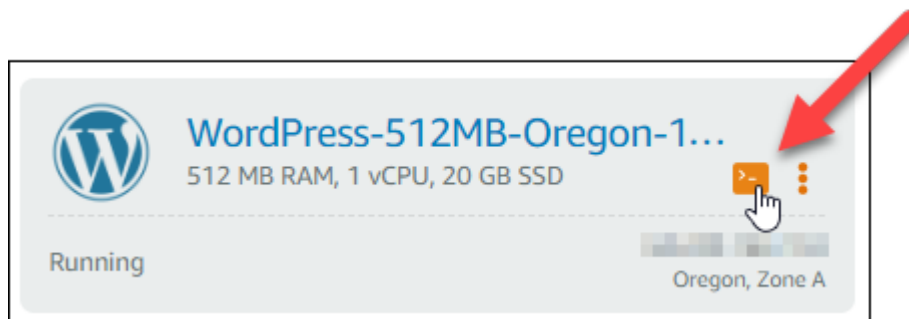 WordPress-512MB-Oregon-1...
512 MB RAM, 1 vCPU, 20 GB SSD
>_
Running
Oregon, Zone A